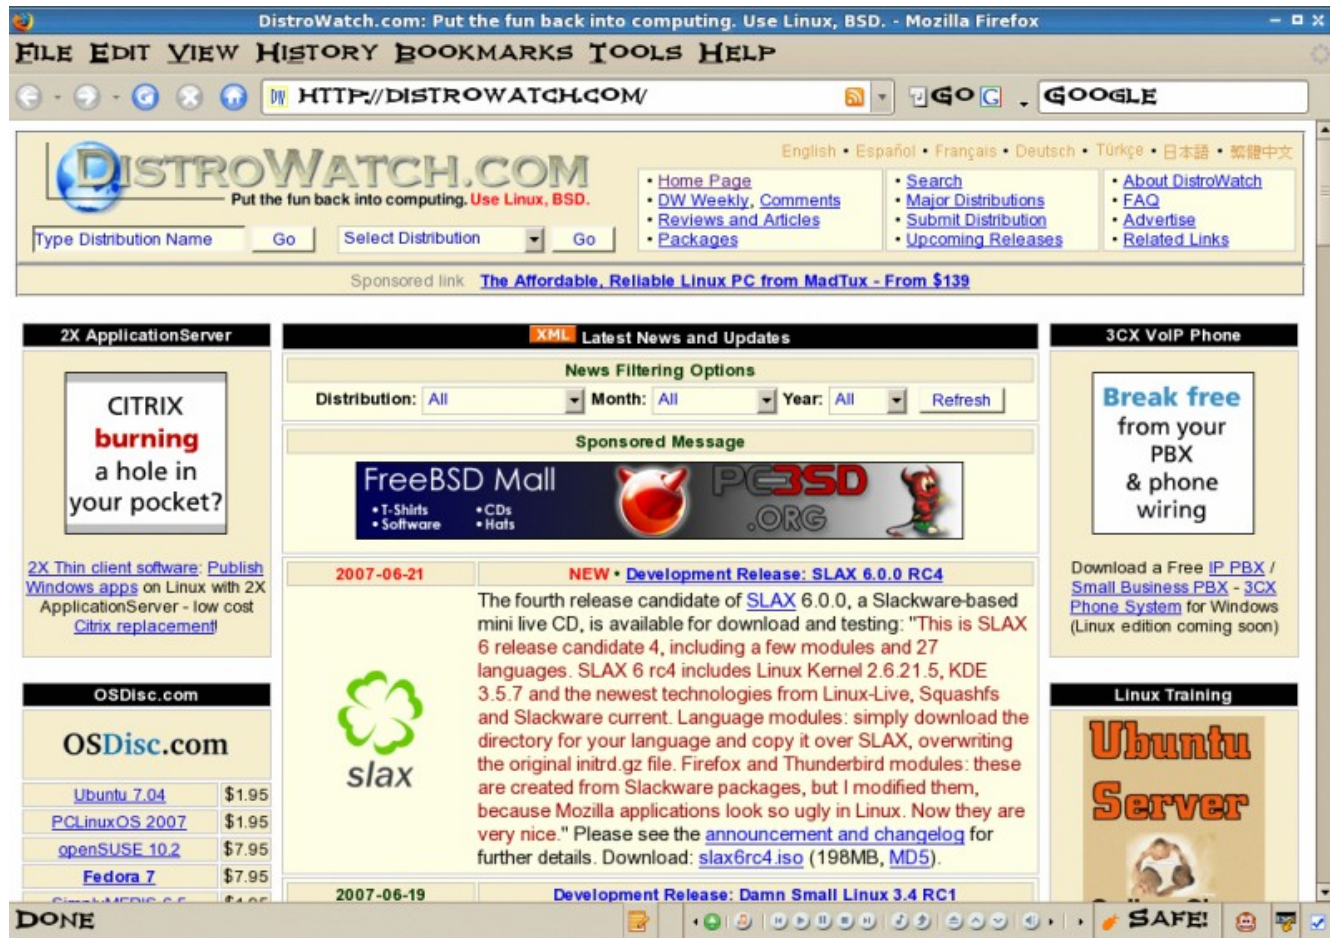 DistroWatch.com: Put the fun back into computing. Use Linux, BSD. - Mozilla Firefox
FILE EDIT VIEW HISTORY BOOKMARKS TOOLS HELP
DW HTTP://DISTROWATCH.COM/ GO G GOOGLE
English • Español • Français • Deutsch • Türkçe • 日本語 • 繁體中文
DISTROWATCH.COM
Put the fun back into computing. Use Linux, BSD.
Type Distribution Name Go Select Distribution Go
• Home Page
• DW Weekly, Comments
• Reviews and Articles
• Packages
• Search
• Major Distributions
• Submit Distribution
• Upcoming Releases
• About DistroWatch
• FAQ
• Advertise
• Related Links
Sponsored link The Affordable, Reliable Linux PC from MadTux - From $139
2X ApplicationServer
CITRIX
burning
a hole in
your pocket?
2X Thin client software: Publish
Windows apps on Linux with 2X
ApplicationServer - low cost
Citrix replacement!
OSDisc.com
OSDisc.com
Ubuntu 7.04 $1.95
PCLinuxOS 2007 $1.95
openSUSE 10.2 $7.95
Fedora 7 $7.95
SimplyMEPIS 6.5 $1.95
XML Latest News and Updates
News Filtering Options
Distribution: All Month: All Year: All Refresh
Sponsored Message
FreeBSD Mall
• T-Shirts • CDs
• Software • Hats
PCBSD
.ORG
2007-06-21 NEW • Development Release: SLAX 6.0.0 RC4
slax
The fourth release candidate of SLAX 6.0.0, a Slackware-based
mini live CD, is available for download and testing: "This is SLAX
6 release candidate 4, including a few modules and 27
languages. SLAX 6 rc4 includes Linux Kernel 2.6.21.5, KDE
3.5.7 and the newest technologies from Linux-Live, Squashfs
and Slackware current. Language modules: simply download the
directory for your language and copy it over SLAX, overwriting
the original initrd.gz file. Firefox and Thunderbird modules: these
are created from Slackware packages, but I modified them,
because Mozilla applications look so ugly in Linux. Now they are
very nice." Please see the announcement and changelog for
further details. Download: slax6rc4.iso (198MB, MD5).
2007-06-19 Development Release: Damn Small Linux 3.4 RC1
3CX VoIP Phone
Break free
from your
PBX
& phone
wiring
Download a Free IP PBX /
Small Business PBX - 3CX
Phone System for Windows
(Linux edition coming soon)
Linux Training
Ubuntu
Server
DONE SAFE!